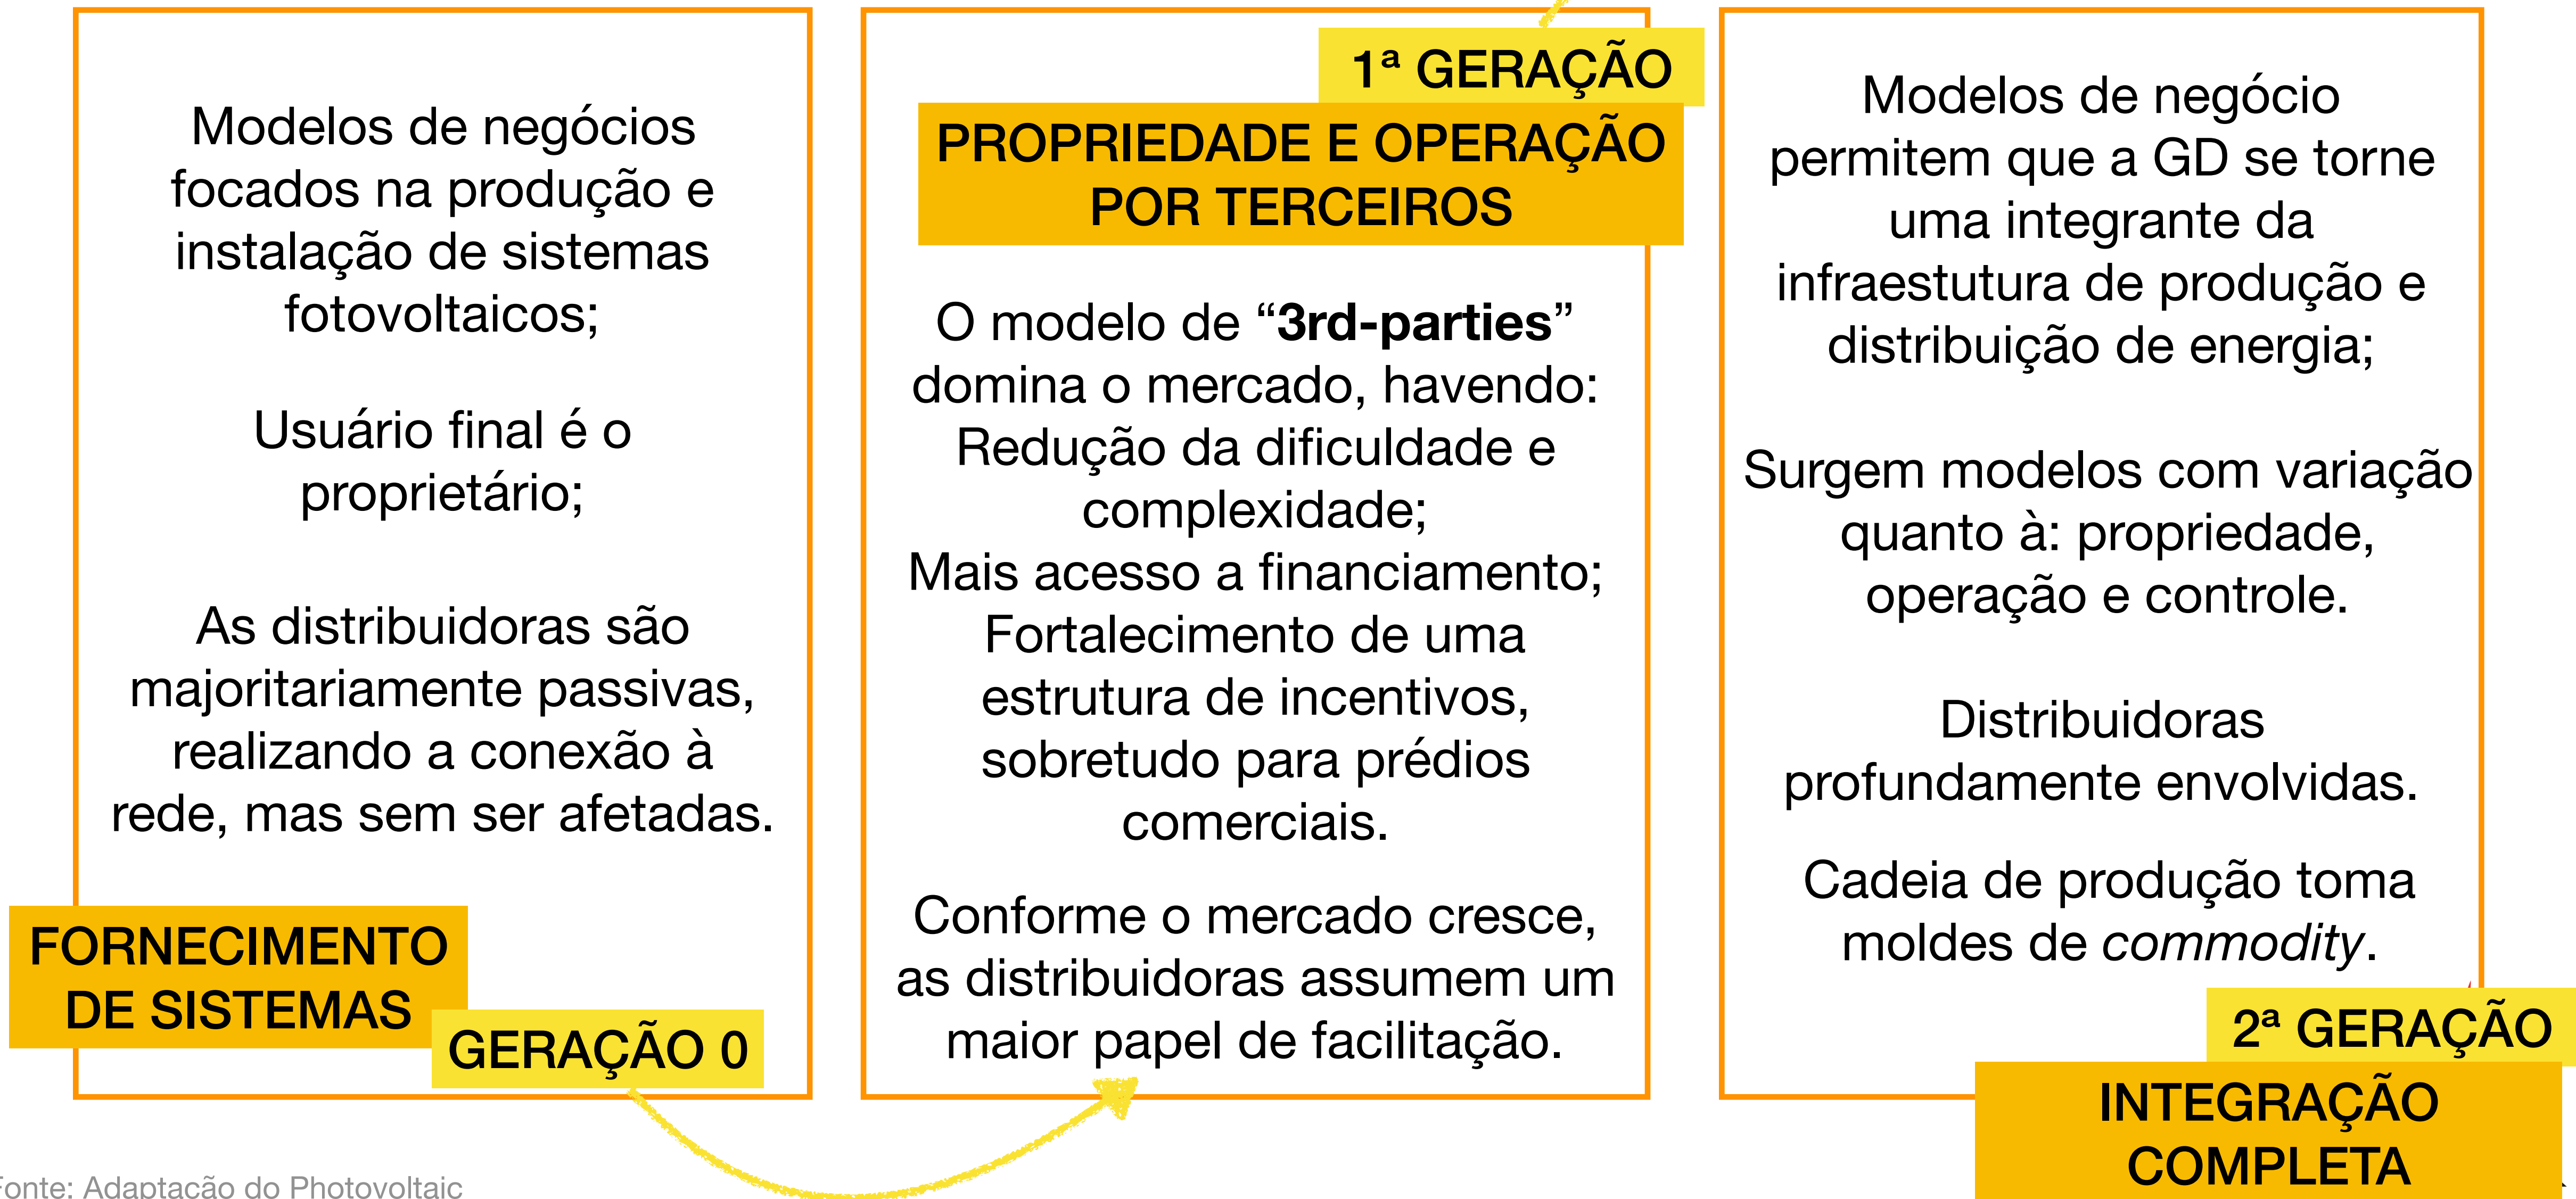 Modelos de negócios
focados na produção e
instalação de sistemas
fotovoltaicos;
Usuário final é o
proprietário;
As distribuidoras são
majoritariamente passivas,
realizando a conexão à
rede, mas sem ser afetadas.
FORNECIMENTO
DE SISTEMAS
GERAÇÃO 0
1ª GERAÇÃO
PROPRIEDADE E OPERAÇÃO
POR TERCEIROS
O modelo de “3rd-parties”
domina o mercado, havendo:
Redução da dificuldade e
complexidade;
Mais acesso a financiamento;
Fortalecimento de uma
estrutura de incentivos,
sobretudo para prédios
comerciais.
Conforme o mercado cresce,
as distribuidoras assumem um
maior papel de facilitação.
Modelos de negócio
permitem que a GD se torne
uma integrante da
infraestutura de produção e
distribuição de energia;
Surgem modelos com variação
quanto à: propriedade,
operação e controle.
Distribuidoras
profundamente envolvidas.
Cadeia de produção toma
moldes de commodity.
2ª GERAÇÃO
INTEGRAÇÃO
COMPLETA
Fonte: Adaptação do Photovoltaic